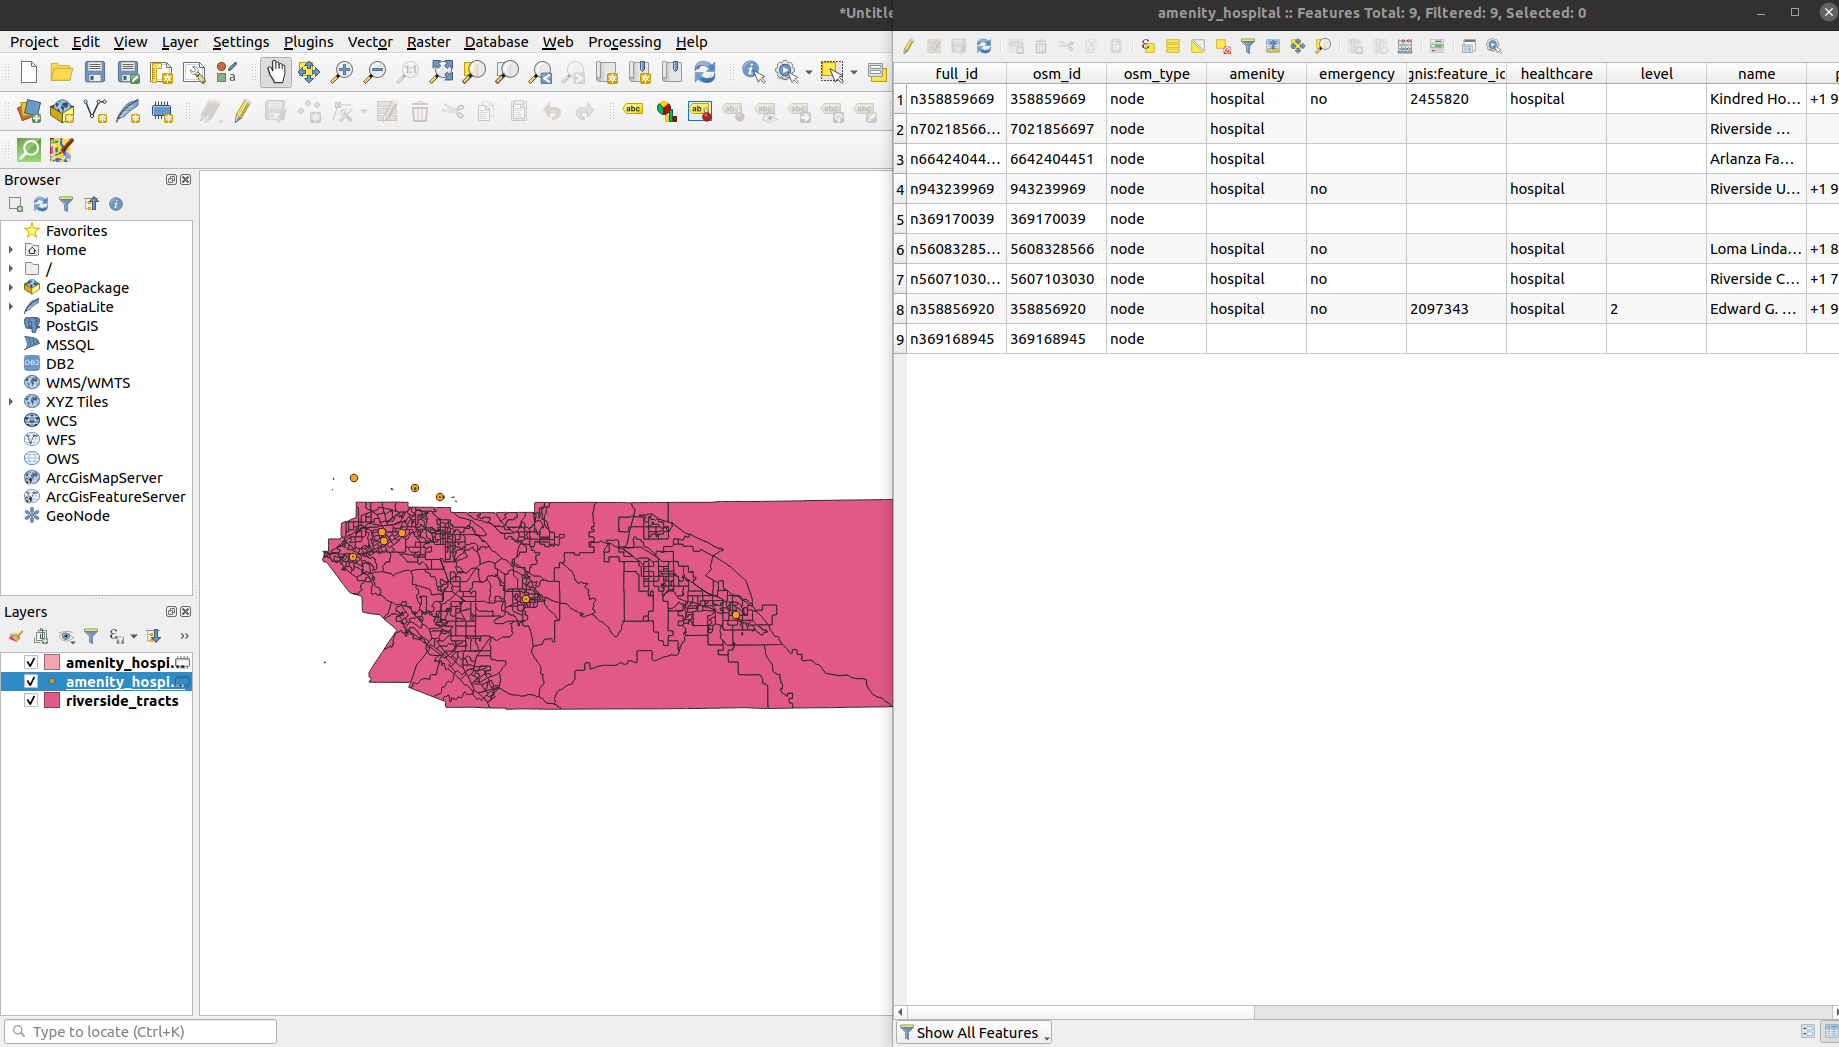 *Untitle
amenity_hospital :: Features Total: 9, Filtered: 9, Selected: 0
Project Edit View Layer Settings Plugins Vector Raster Database Web Processing Help
full_id osm_id osm_type amenity emergency gnis:feature_ic healthcare level name
1 n358859669 358859669 node hospital no 2455820 hospital Kindred Ho... +1 9
2 n70218566... 7021856697 node hospital Riverside ...
3 n66424044... 6642404451 node hospital Arlanza Fa...
4 n943239969 943239969 node hospital no hospital Riverside U... +1 9
5 n369170039 369170039 node
6 n56083285... 5608328566 node hospital no hospital Loma Linda... +1 8
7 n56071030... 5607103030 node hospital no hospital Riverside C... +1 7
8 n358856920 358856920 node hospital no 2097343 hospital 2 Edward G. ... +1 9
9 n369168945 369168945 node
abc
abc
Browser
Favorites
Home
/
GeoPackage
SpatiaLite
PostGIS
MSSQL
DB2
WMS/WMTS
XYZ Tiles
WCS
WFS
OWS
ArcGisMapServer
ArcGisFeatureServer
GeoNode
Layers
amenity_hospi...
amenity_hospi...
riverside_tracts
Type to locate (Ctrl+K)
Show All Features